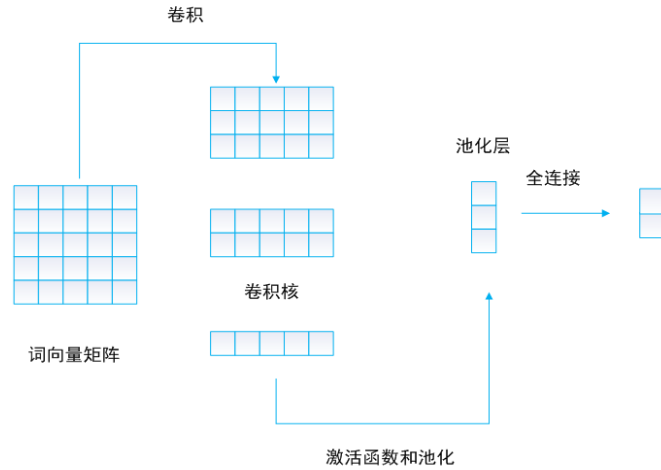 卷积
池化层
全连接
卷积核
词向量矩阵
激活函数和池化